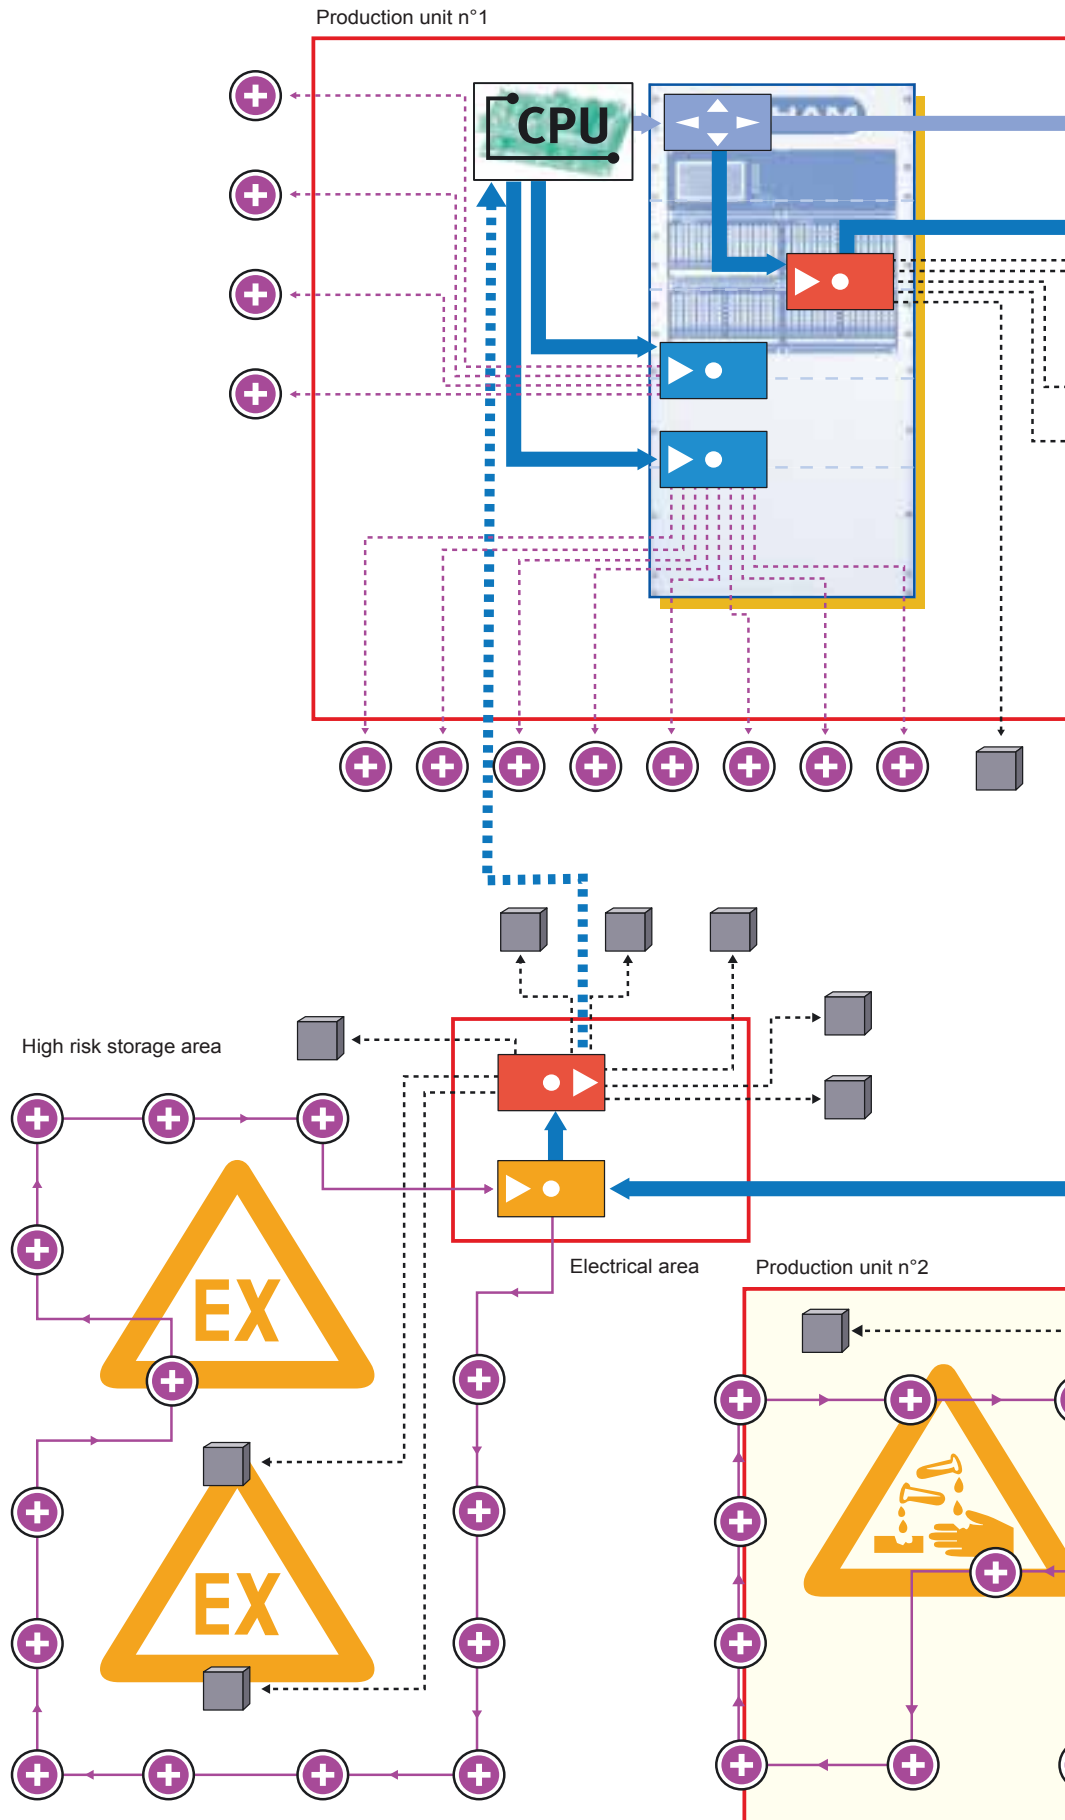 Production unit n°1
CPU
High risk storage area
EX
Electrical area
Production unit n°2
EX